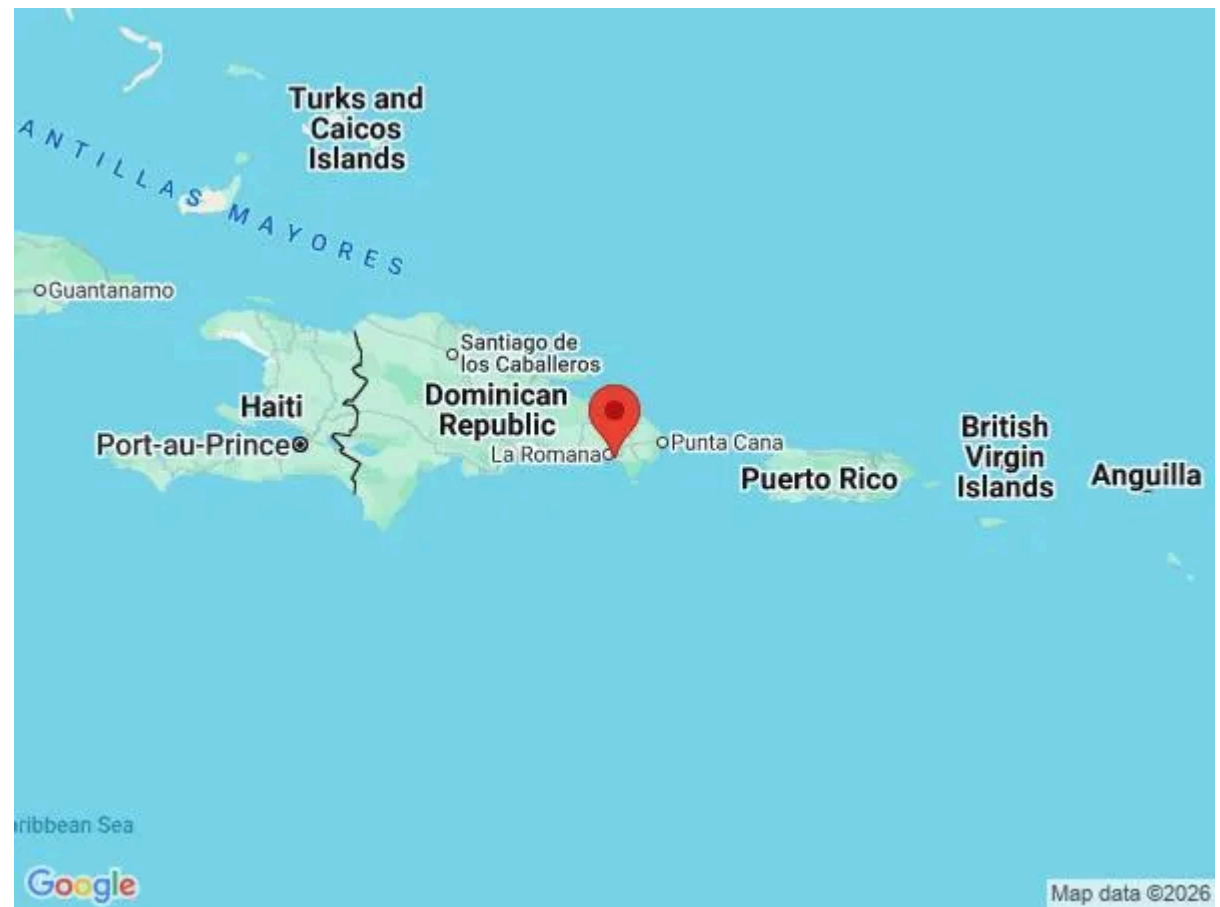 Turks and
Caicos
Islands
ANTILLAS MAYORES
Guantanamo
Santiago de
los Caballeros
Dominican
Republic
Haiti
Port-au-Prince
La Romana
Punta Cana
Puerto Rico
British
Virgin
Islands
Anguilla
aribbean Sea
Google
Map data ©2026